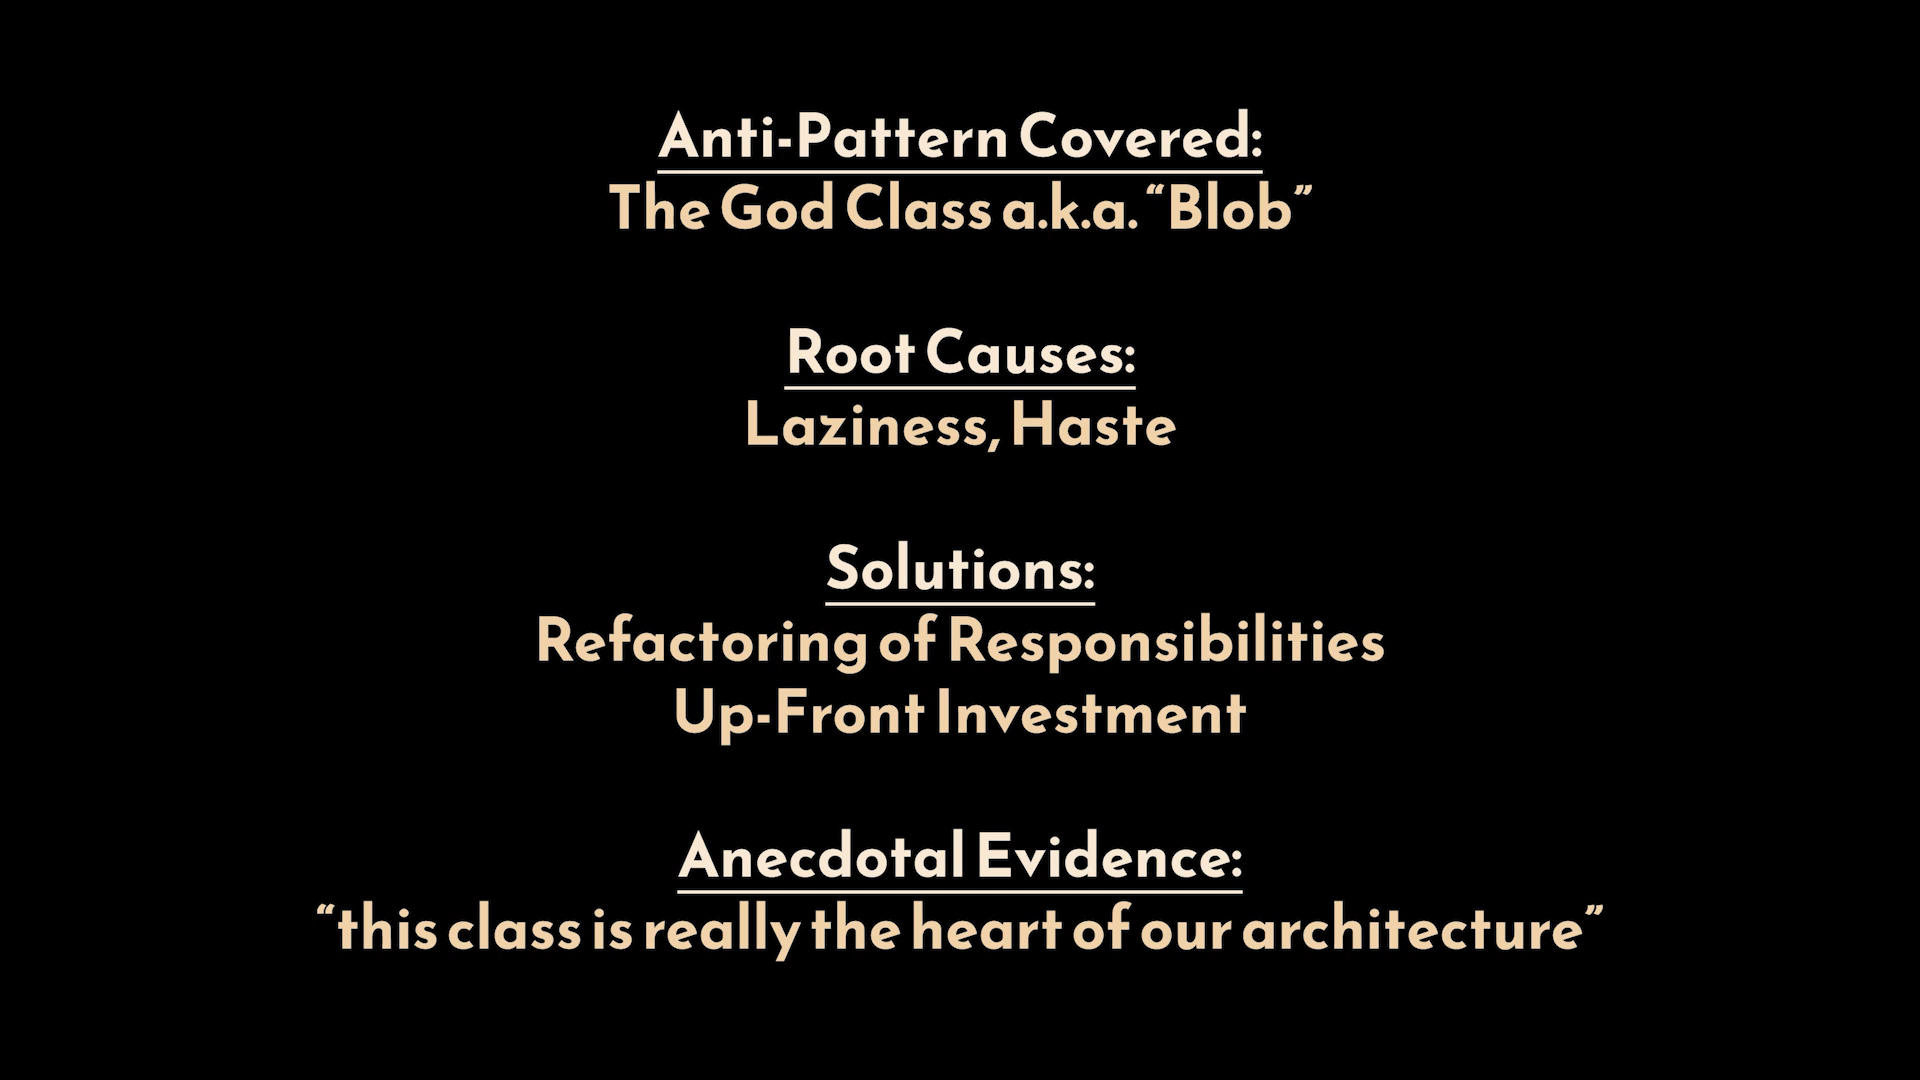 Anti-Pattern Covered:
The God Class a.k.a. “Blob”
Root Causes:
Laziness, Haste
Solutions:
Refactoring of Responsibilities
Up-Front Investment
Anecdotal Evidence:
“this class is really the heart of our architecture”